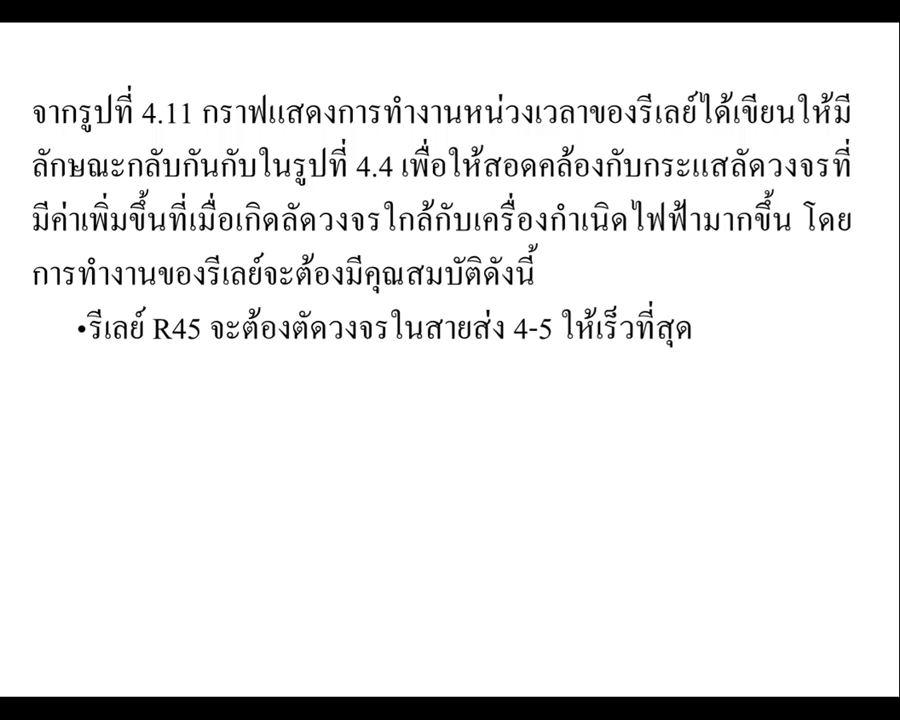 จากรูปที่ 4.11 กราฟแสดงการทำงานหน่วงเวลาของรีเลย์ได้เขียนให้มี
ลักษณะกลับกันกับในรูปที่ 4.4 เพื่อให้สอดคล้องกับกระแสลัดวงจรที่
มีค่าเพิ่มขึ้นที่เมื่อเกิดลัดวงจรใกล้กับเครื่องกำเนิดไฟฟ้ามากขึ้น โดย
การทำงานของรีเลย์จะต้องมีคุณสมบัติดังนี้
•รีเลย์ R45 จะต้องตัดวงจรในสายส่ง 4-5 ให้เร็วที่สุด